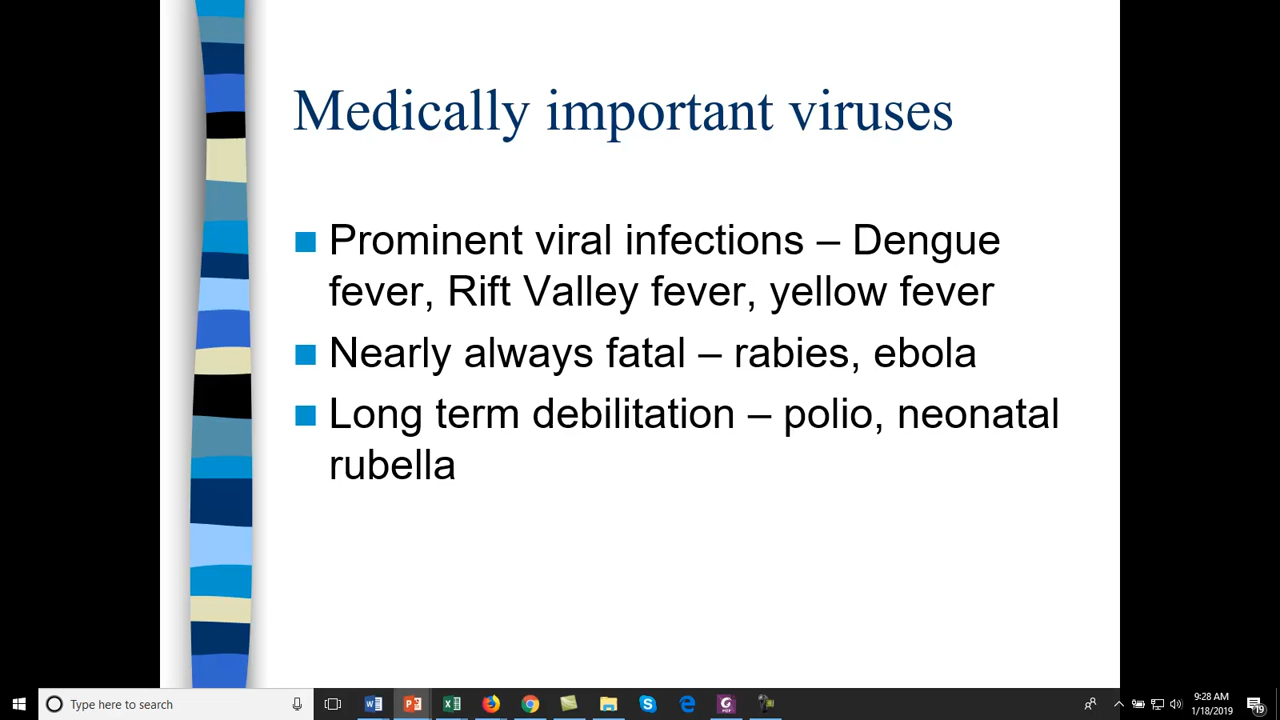 Medically important viruses
Prominent viral infections – Dengue
fever, Rift Valley fever, yellow fever
Nearly always fatal – rabies, ebola
Long term debilitation – polio, neonatal
rubella
Type here to search
9:28 AM
1/18/2019
19